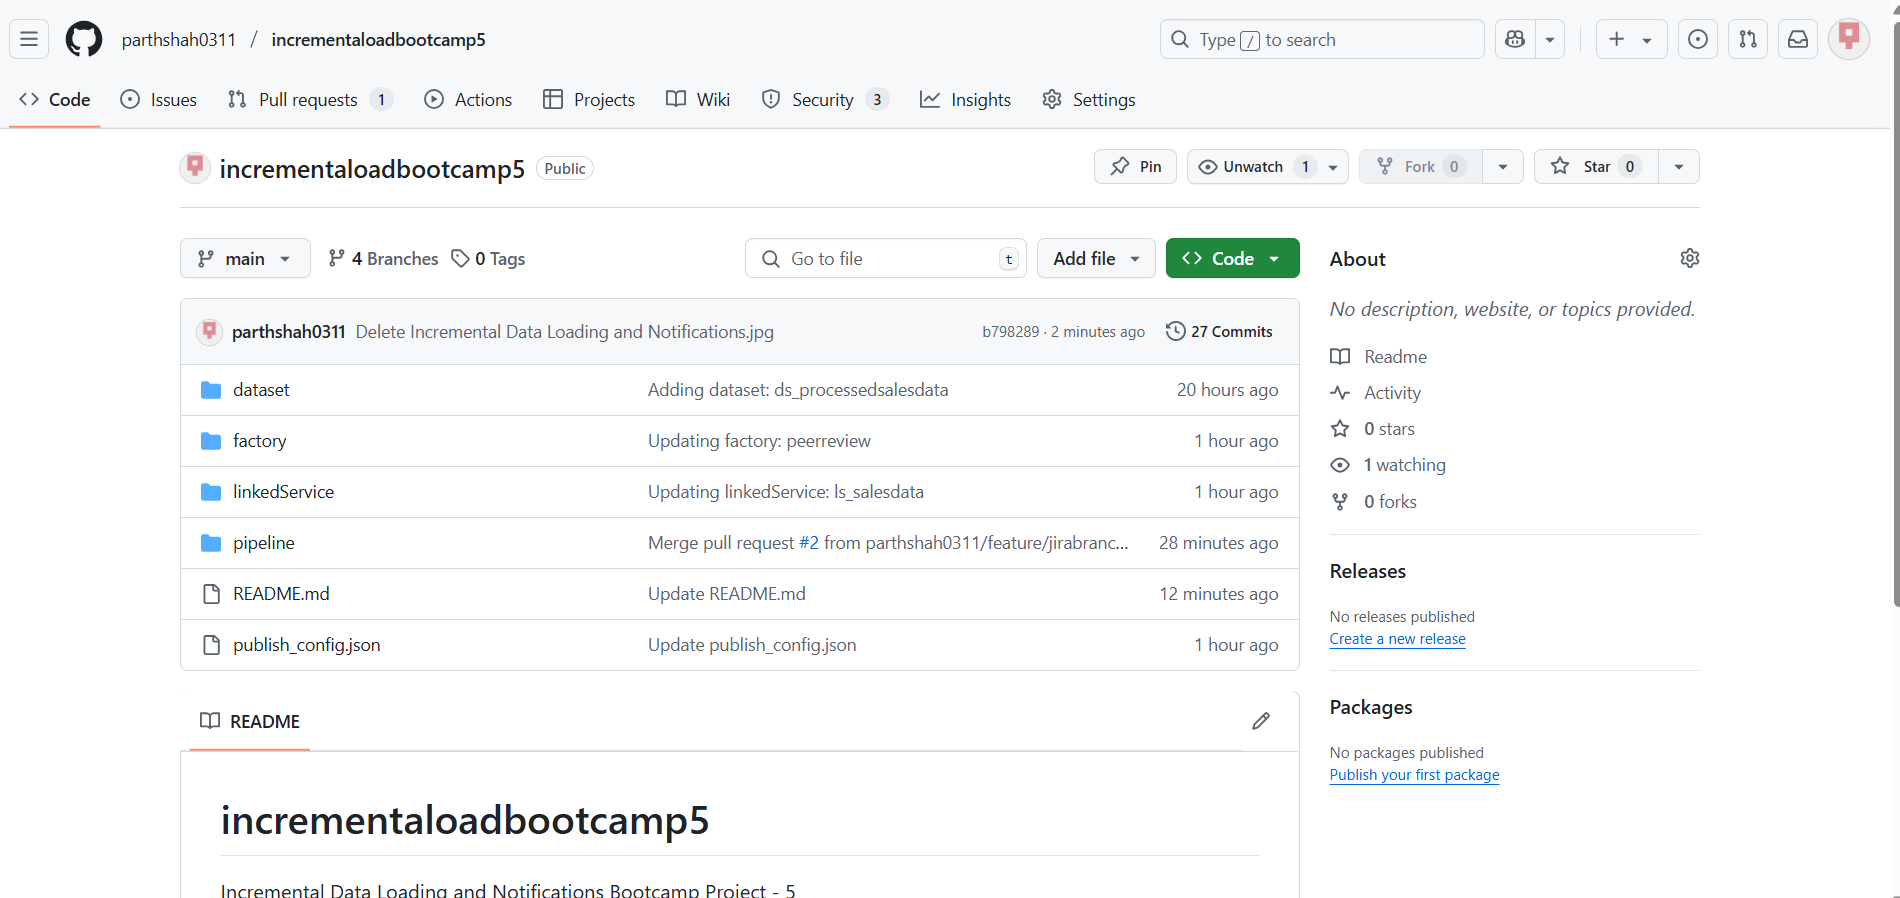 parthshah0311 / incrementaloadbootcamp5
Type / to search
Code Issues Pull requests 1 Actions Projects Wiki Security 3 Insights Settings
incrementaloadbootcamp5 Public
Pin Unwatch 1 Fork 0 Star 0
main 4 Branches 0 Tags
Go to file t Add file Code
parthshah0311 Delete Incremental Data Loading and Notifications.jpg b798289 · 2 minutes ago 27 Commits
dataset Adding dataset: ds_processedsalesdata 20 hours ago
factory Updating factory: peerreview 1 hour ago
linkedService Updating linkedService: ls_salesdata 1 hour ago
pipeline Merge pull request #2 from parthshah0311/feature/jirabranc... 28 minutes ago
README.md Update README.md 12 minutes ago
publish_config.json Update publish_config.json 1 hour ago
README
incrementaloadbootcamp5
Incremental Data Loading and Notifications Bootcamp Project - 5
About
No description, website, or topics provided.
Readme
Activity
0 stars
1 watching
0 forks
Releases
No releases published
Create a new release
Packages
No packages published
Publish your first package